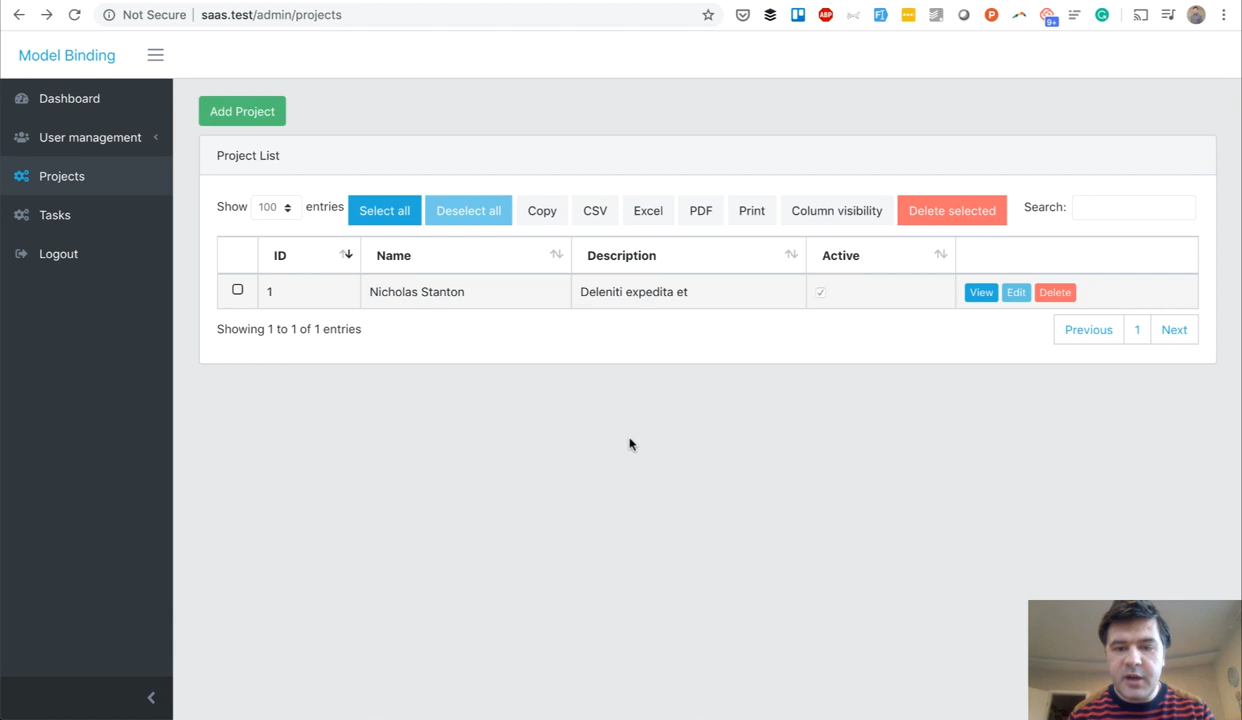 Not Secure | saas.test/admin/projects
9+
Model Binding
Dashboard
User management
Projects
Tasks
Logout
Add Project
Project List
Show 100 entries Select all Deselect all Copy CSV Excel PDF Print Column visibility Delete selected Search:
ID Name Description Active
1 Nicholas Stanton Deleniti expedita et View Edit Delete
Showing 1 to 1 of 1 entries Previous 1 Next